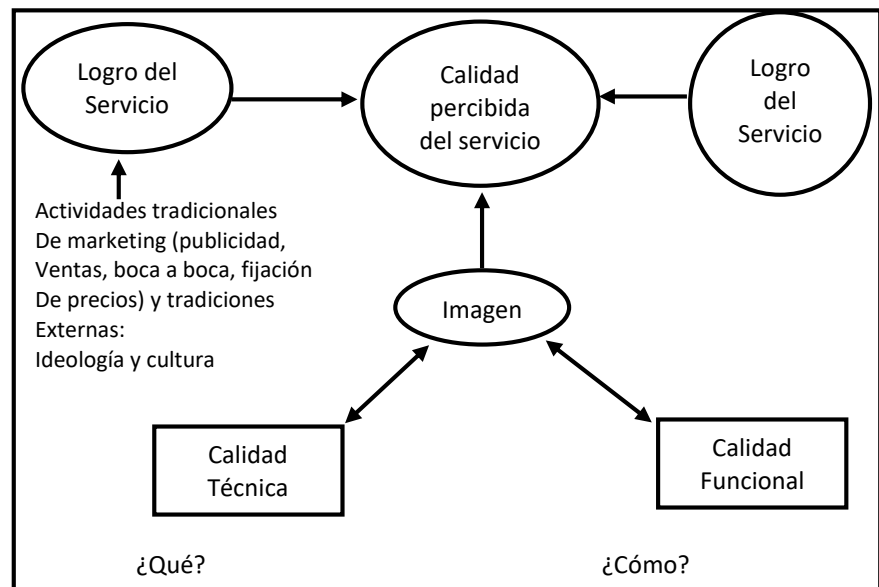 Logro del
Servicio
Calidad
percibida
del servicio
Logro
del
Servicio
Actividades tradicionales
De marketing (publicidad,
Ventas, boca a boca, fijación
De precios) y tradiciones
Externas:
Ideología y cultura
Imagen
Calidad
Técnica
Calidad
Funcional
¿Qué?
¿Cómo?